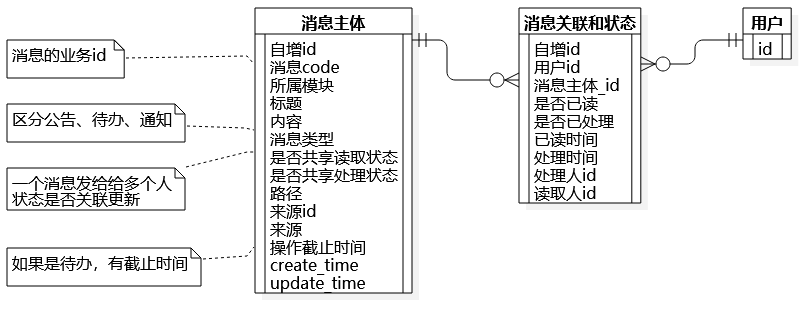 消息的业务id
区分公告、待办、通知
一个消息发给给多个人
状态是否关联更新
如果是待办，有截止时间
消息主体
自增id
消息code
所属模块
标题
内容
消息类型
是否共享读取状态
是否共享处理状态
路径
来源id
来源
操作截止时间
create_time
update_time
消息关联和状态
自增id
用户id
消息主体_id
是否已读
是否已处理
已读时间
处理时间
处理人id
读取人id
用户
id